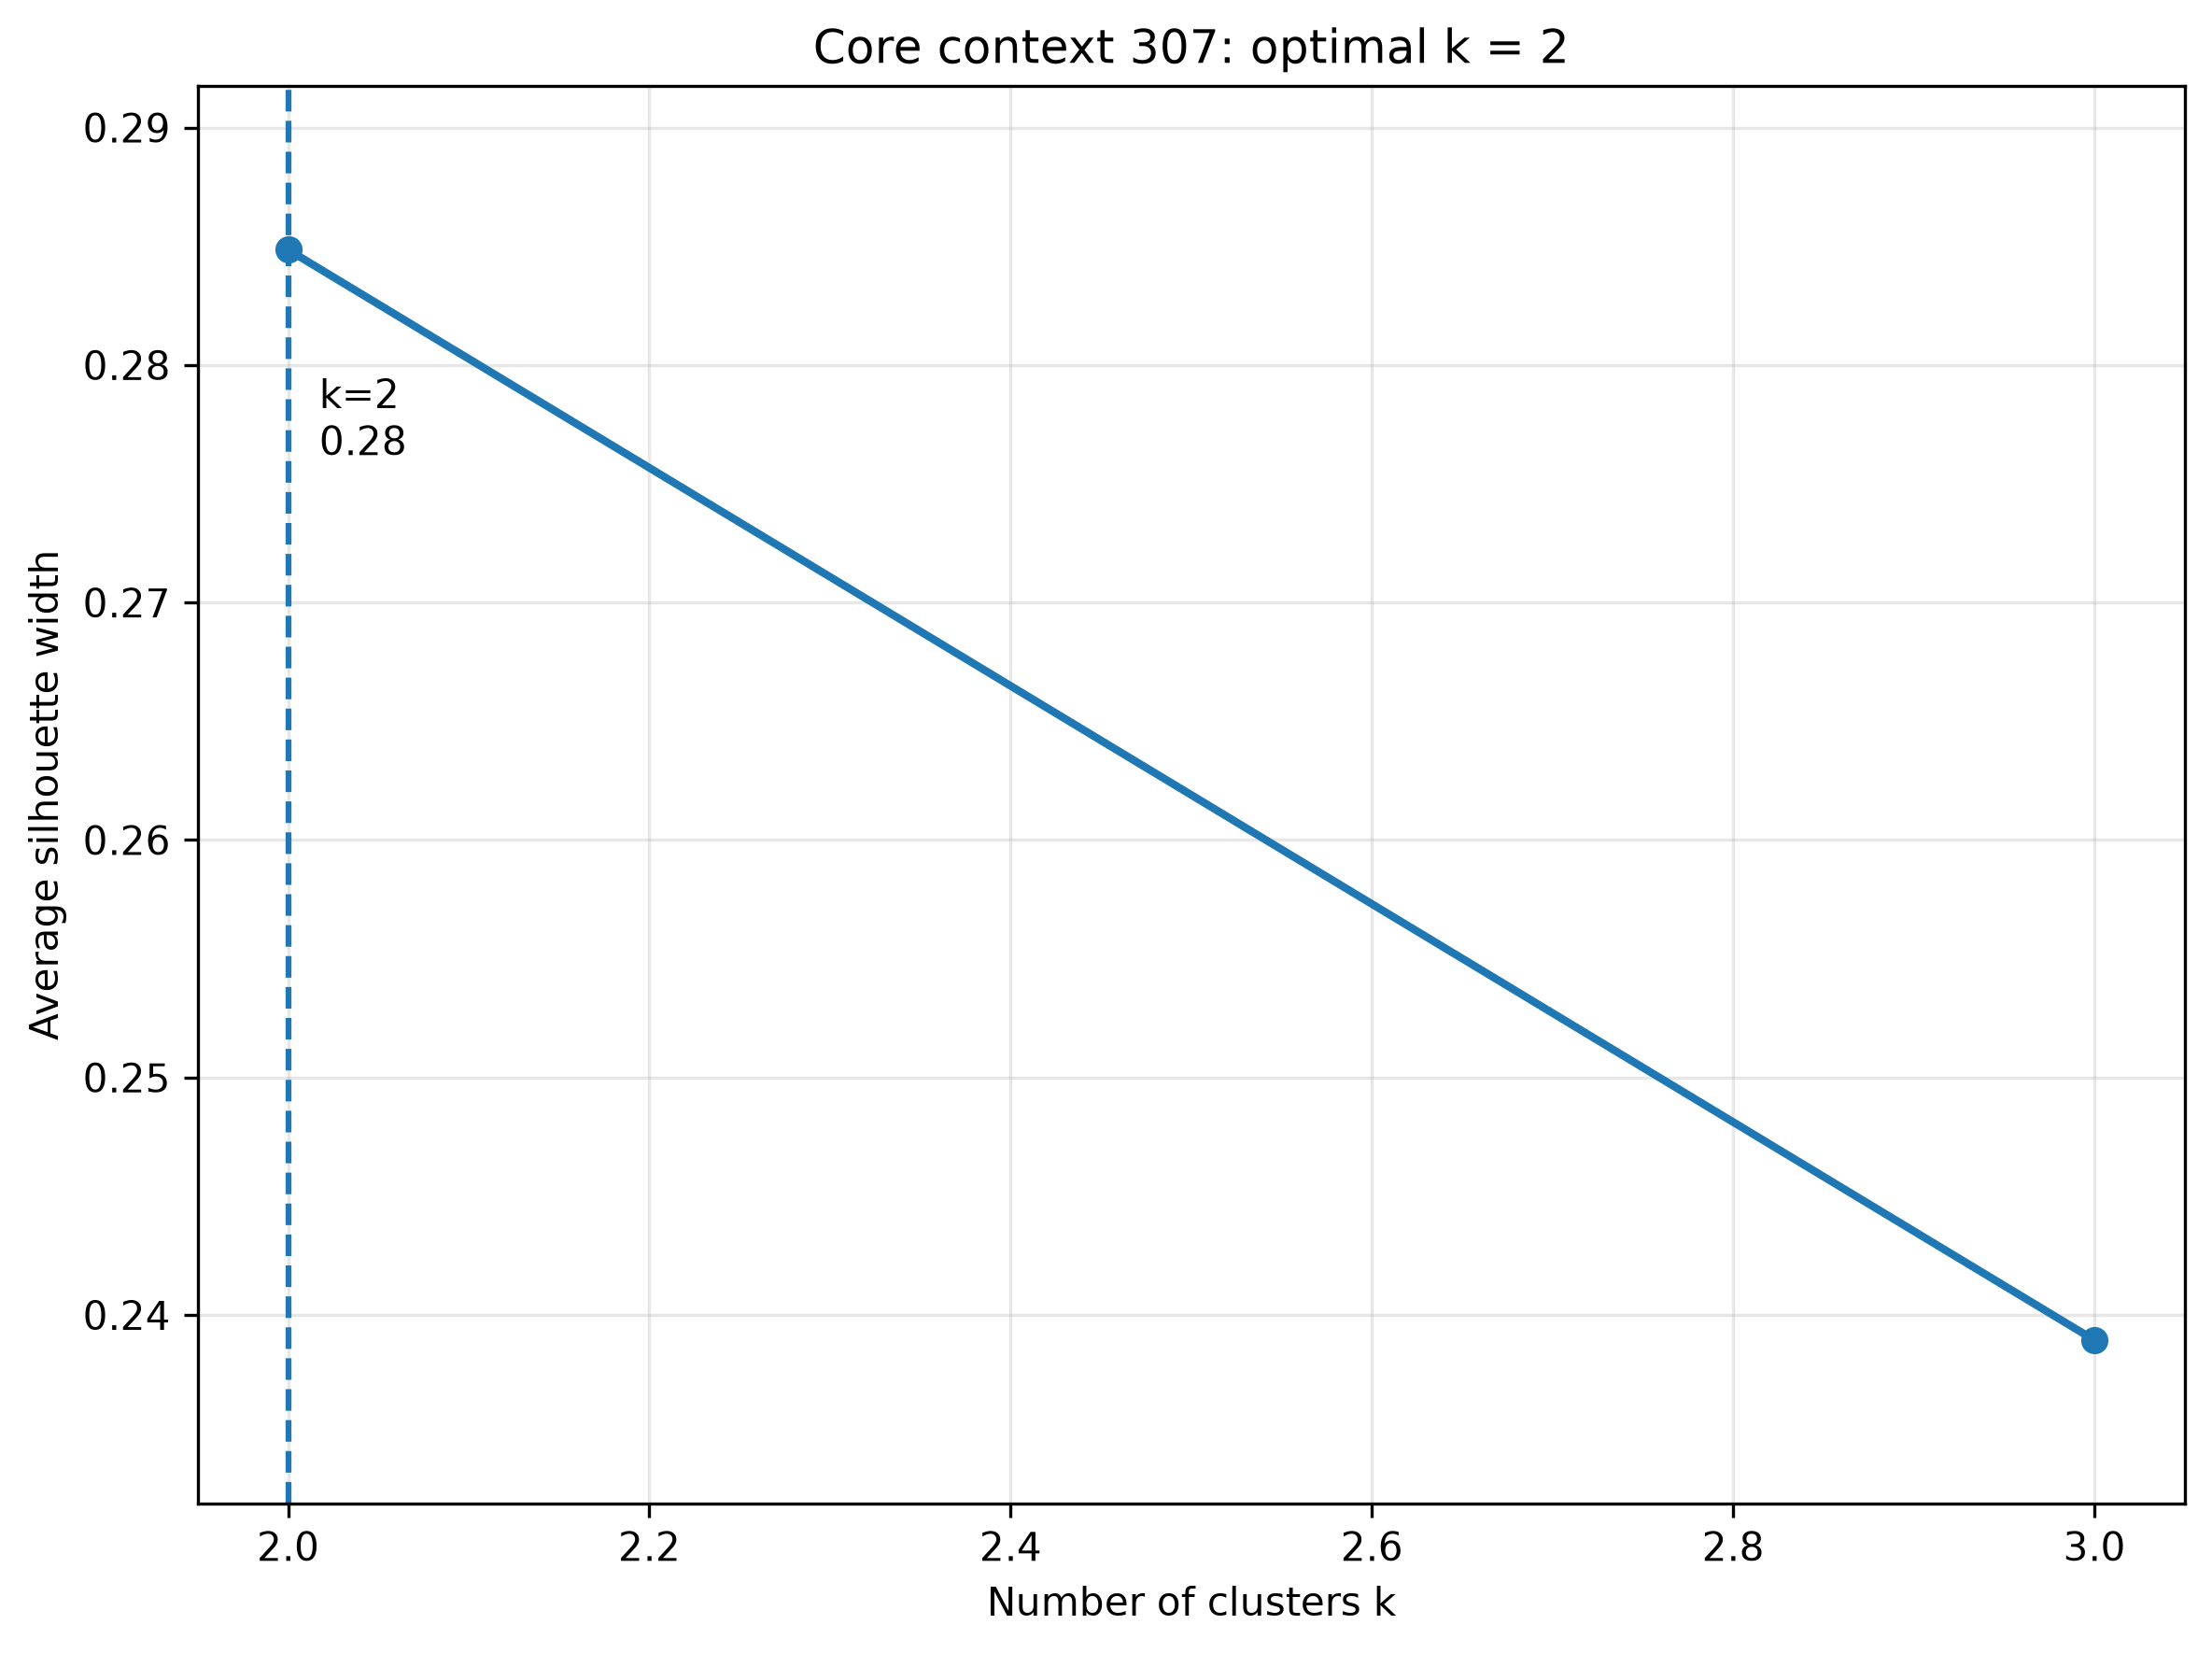 Core context 307: optimal k = 2
0.29
0.28
k=2
0.28
0.27
0.26
0.25
0.24
Average silhouette width
2.0 2.2 2.4 2.6 2.8 3.0
Number of clusters k